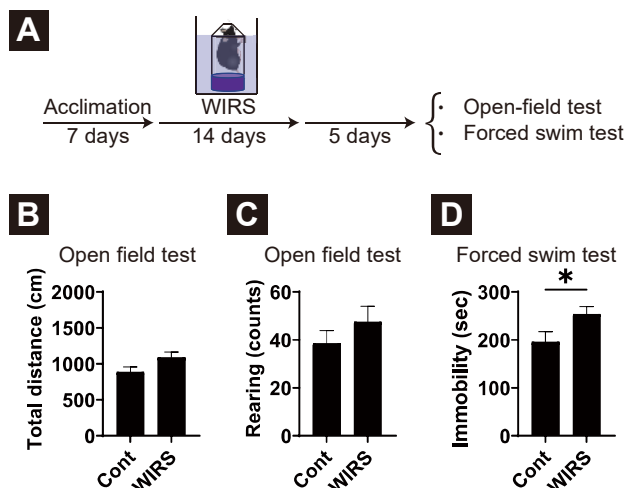 A
Acclimation
7 days
WIRS
14 days
5 days
· Open-field test
· Forced swim test
B
Open field test
Total distance (cm)
2000
1500
1000
500
0
Cont
WIRS
C
Open field test
Rearing (counts)
60
40
20
0
Cont
WIRS
D
Forced swim test
*
Immobility (sec)
300
200
100
0
Cont
WIRS